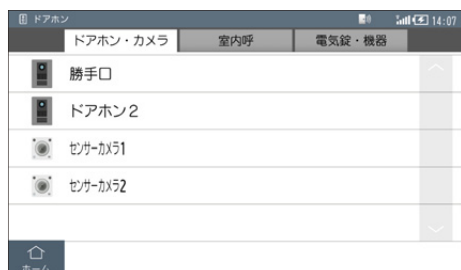 ドアホン 14:07
ドアホン・カメラ 室内呼 電気錠・機器
勝手口
ドアホン2
センサーカメラ1
センサーカメラ2
ホーム